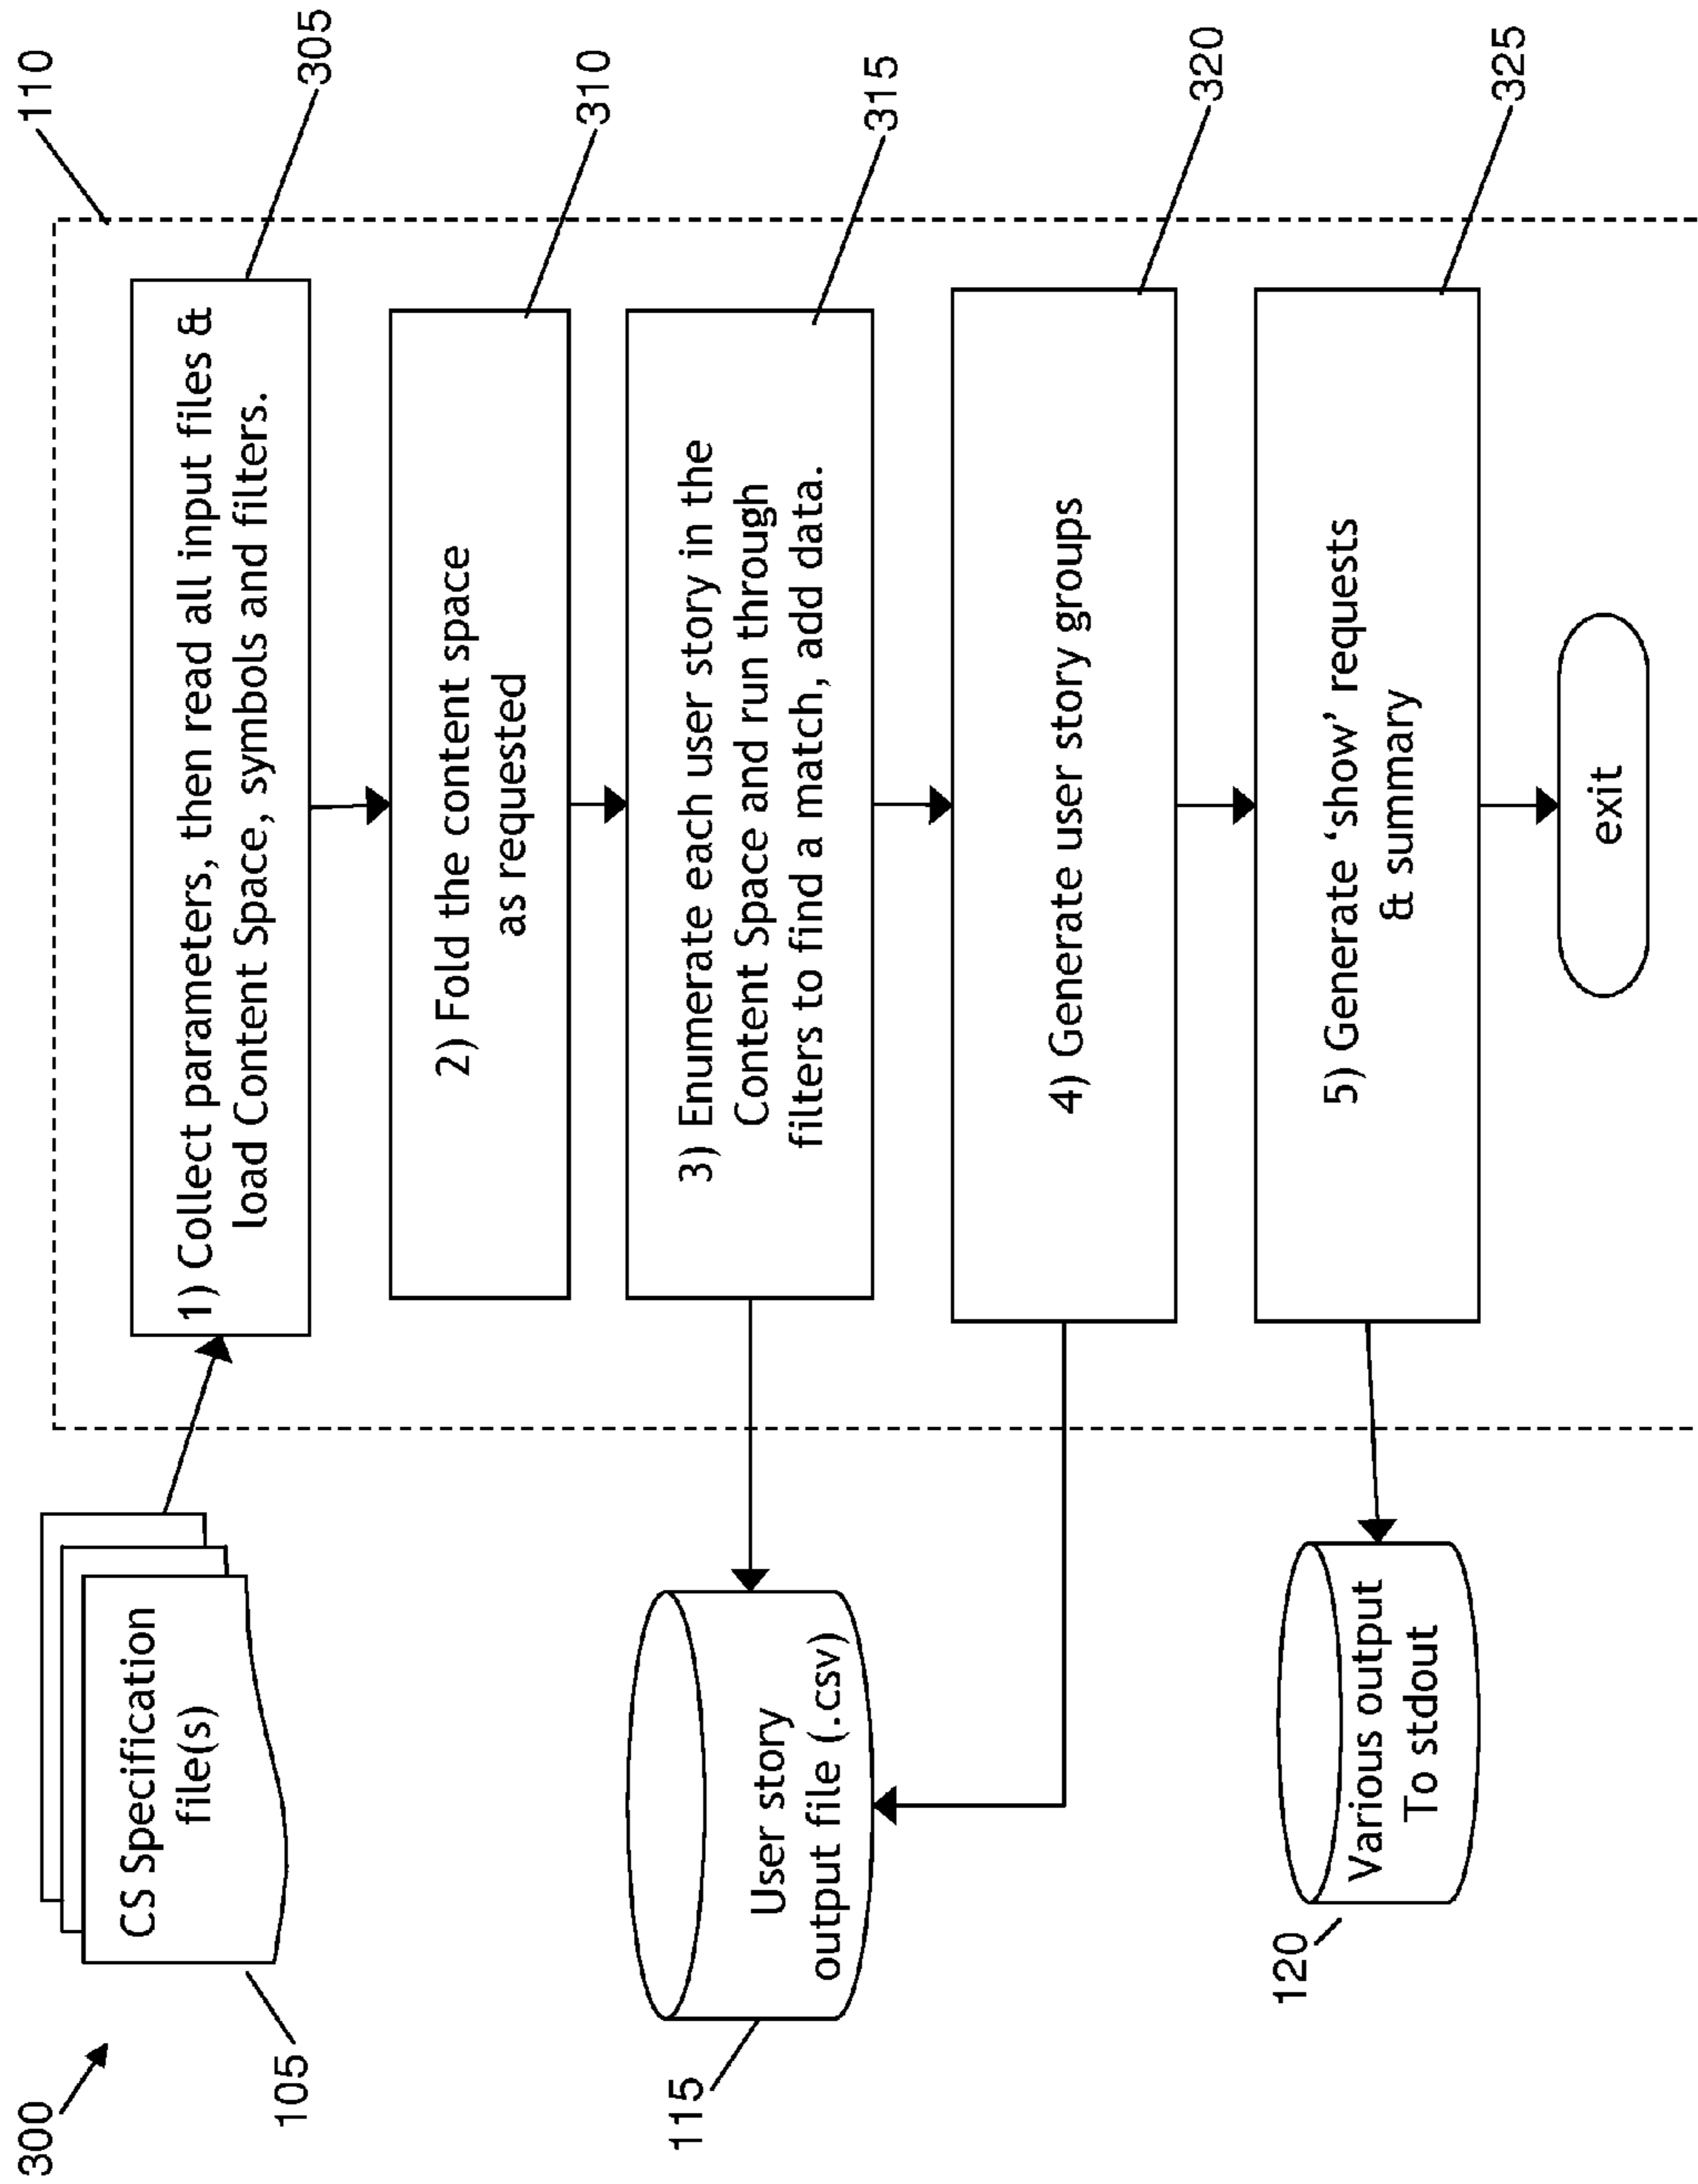 300
110
CS Specification
file(s)
105
1) Collect parameters, then read all input files &
load Content Space, symbols and filters.
305
2) Fold the content space
as requested
310
3) Enumerate each user story in the
Content Space and run through
filters to find a match, add data.
315
User story
output file (.csv)
115
4) Generate user story groups
320
5) Generate ‘show’ requests
& summary
325
Various output
To stdout
120
exit